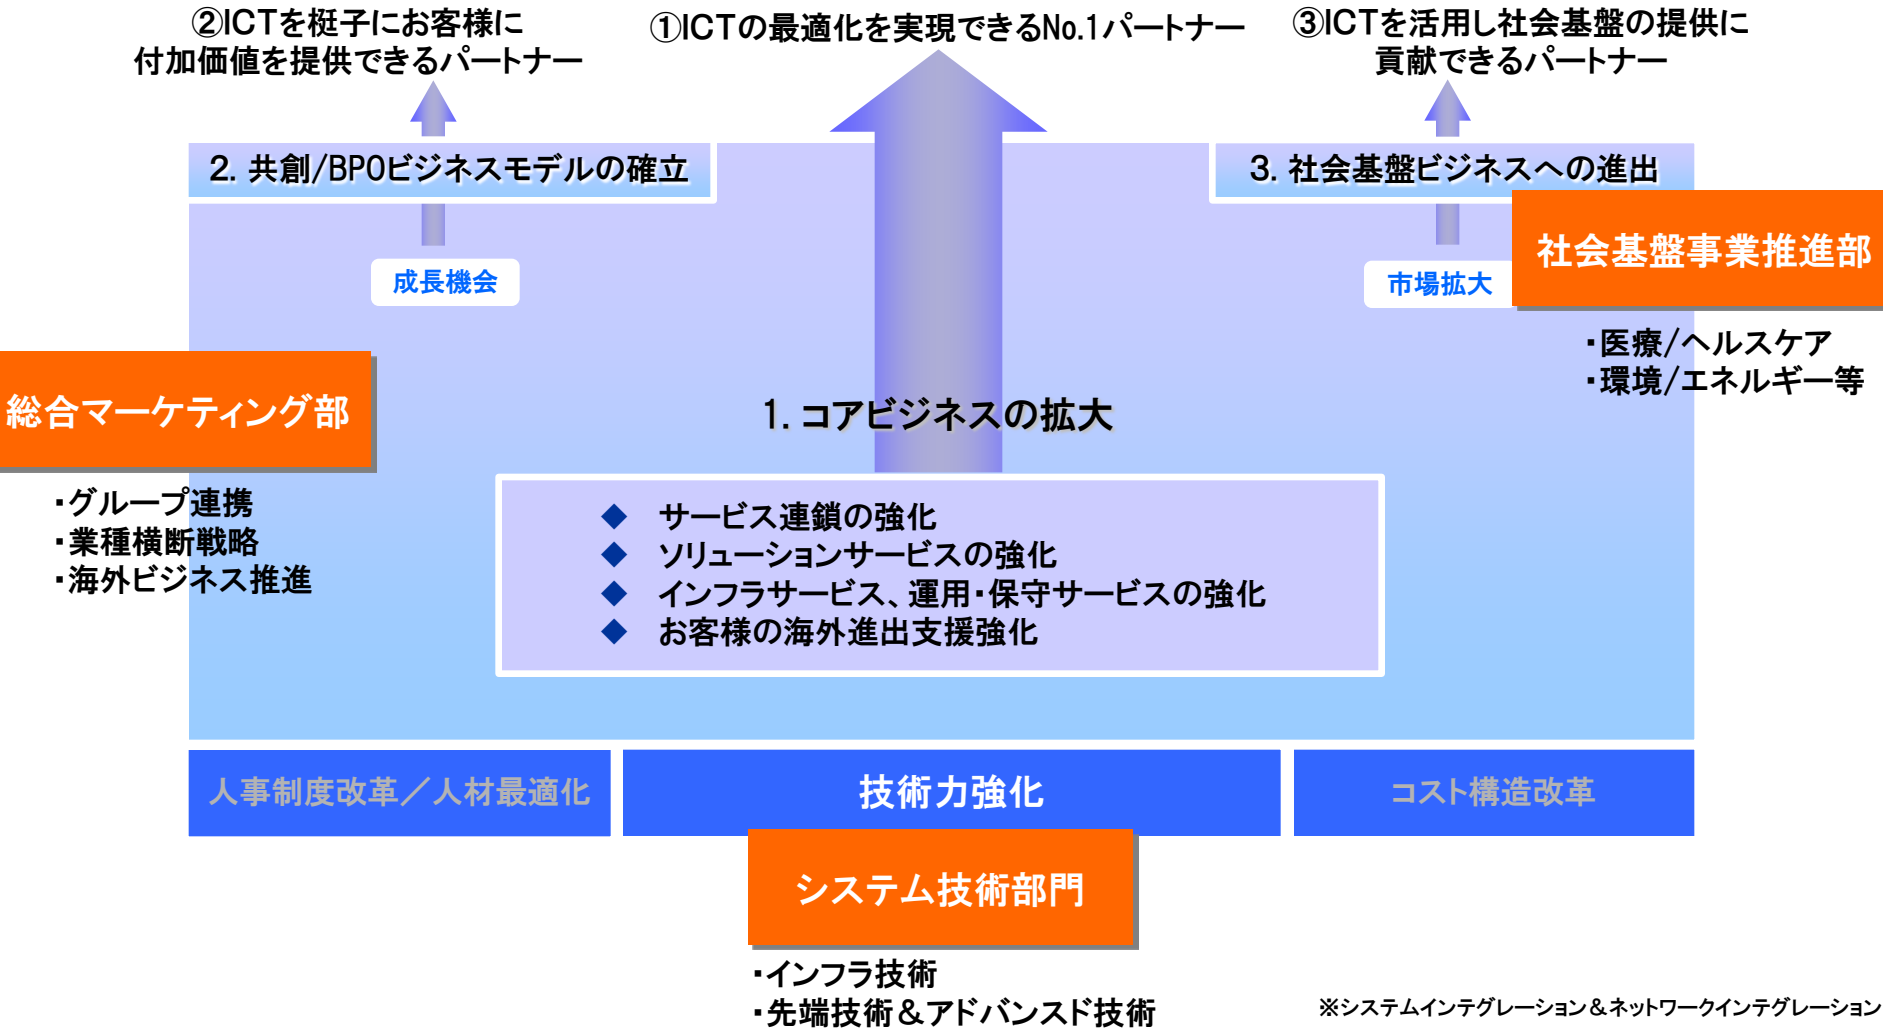 ②ICTを梃子にお客様に
付加価値を提供できるパートナー
①ICTの最適化を実現できるNo.1パートナー
③ICTを活用し社会基盤の提供に
貢献できるパートナー
2. 共創/BPOビジネスモデルの確立
3. 社会基盤ビジネスへの進出
社会基盤事業推進部
成長機会
市場拡大
・医療/ヘルスケア
・環境/エネルギー等
総合マーケティング部
1. コアビジネスの拡大
・グループ連携
・業種横断戦略
・海外ビジネス推進
◆ サービス連鎖の強化
◆ ソリューションサービスの強化
◆ インフラサービス、運用・保守サービスの強化
◆ お客様の海外進出支援強化
人事制度改革／人材最適化
技術力強化
コスト構造改革
システム技術部門
・インフラ技術
・先端技術＆アドバンスド技術
※システムインテグレーション＆ネットワークインテグレーション